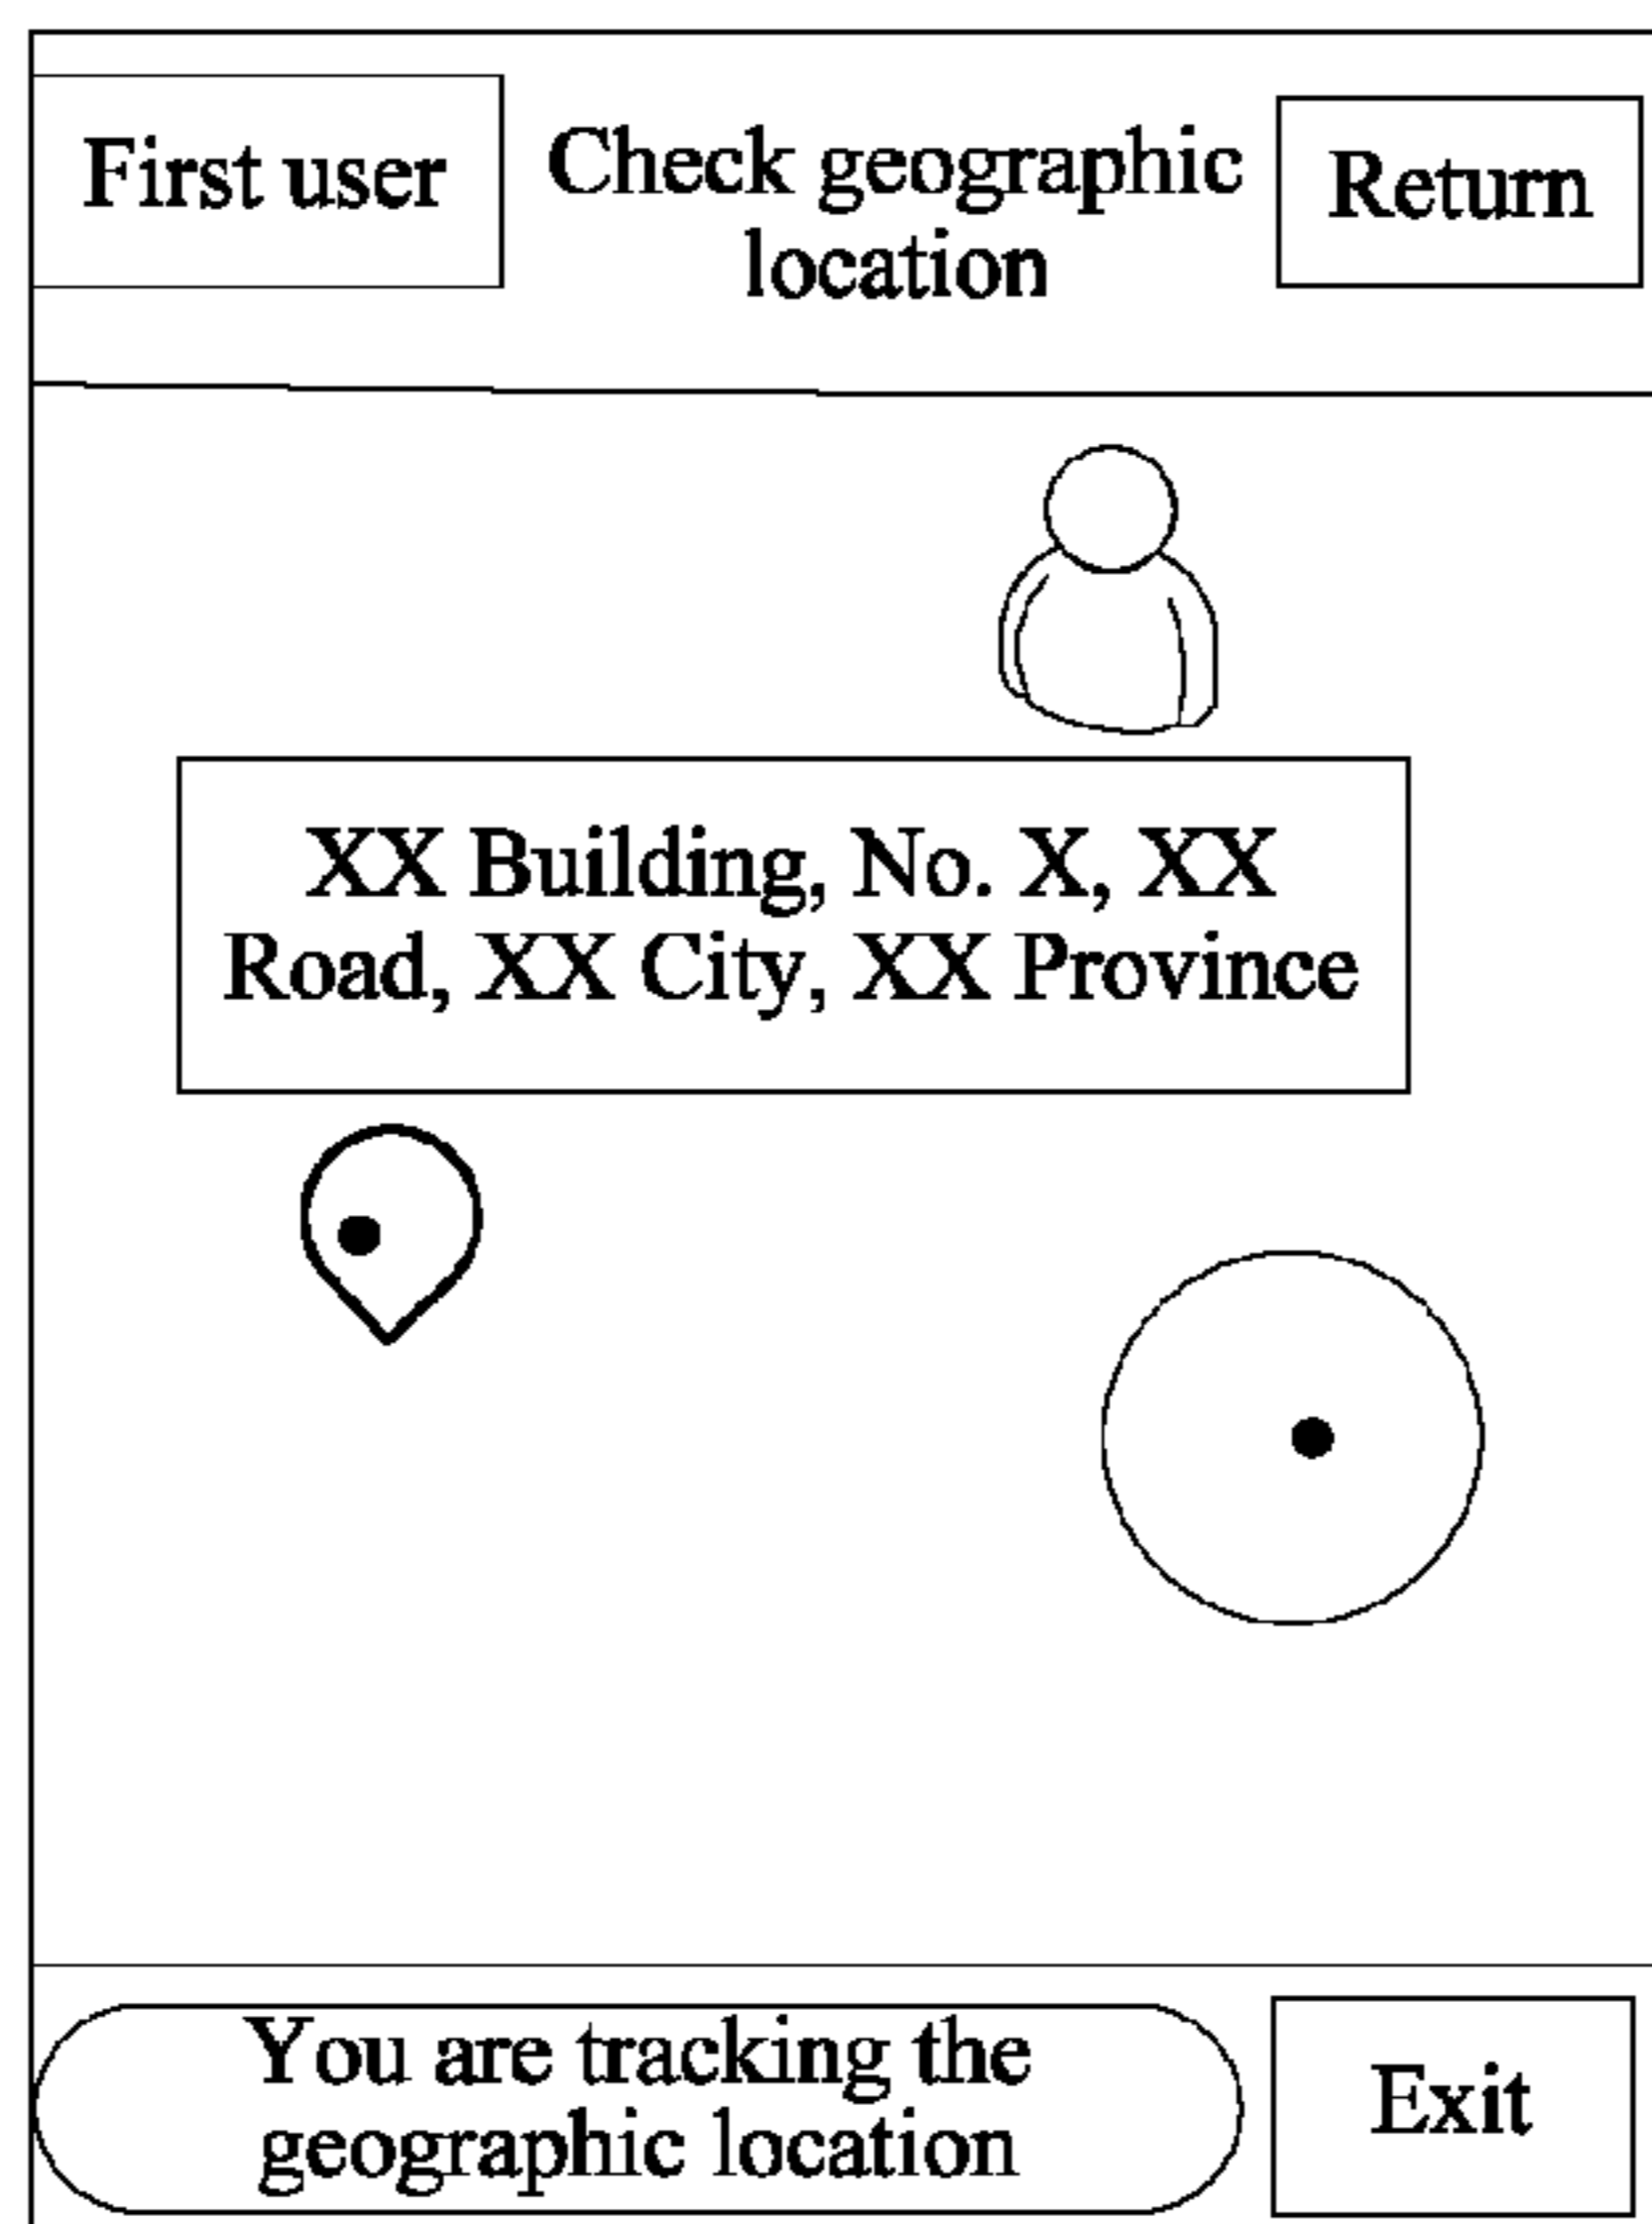 First user
Check geographic
location
Return
XX Building, No. X, XX
Road, XX City, XX Province
You are tracking the
geographic location
Exit